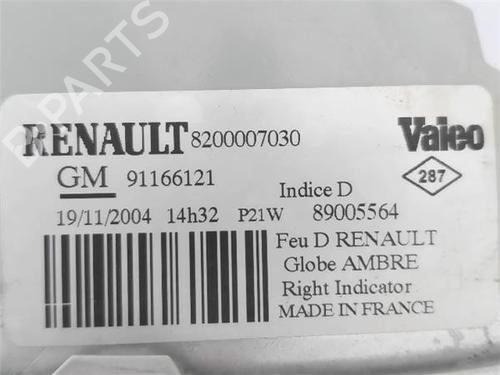 RENAULT 8200007030 Valeo
GM 91166121 Indice D 287
19/11/2004 14h32 P21W 89005564
Feu D RENAULT
Globe AMBRE
Right Indicator
MADE IN FRANCE